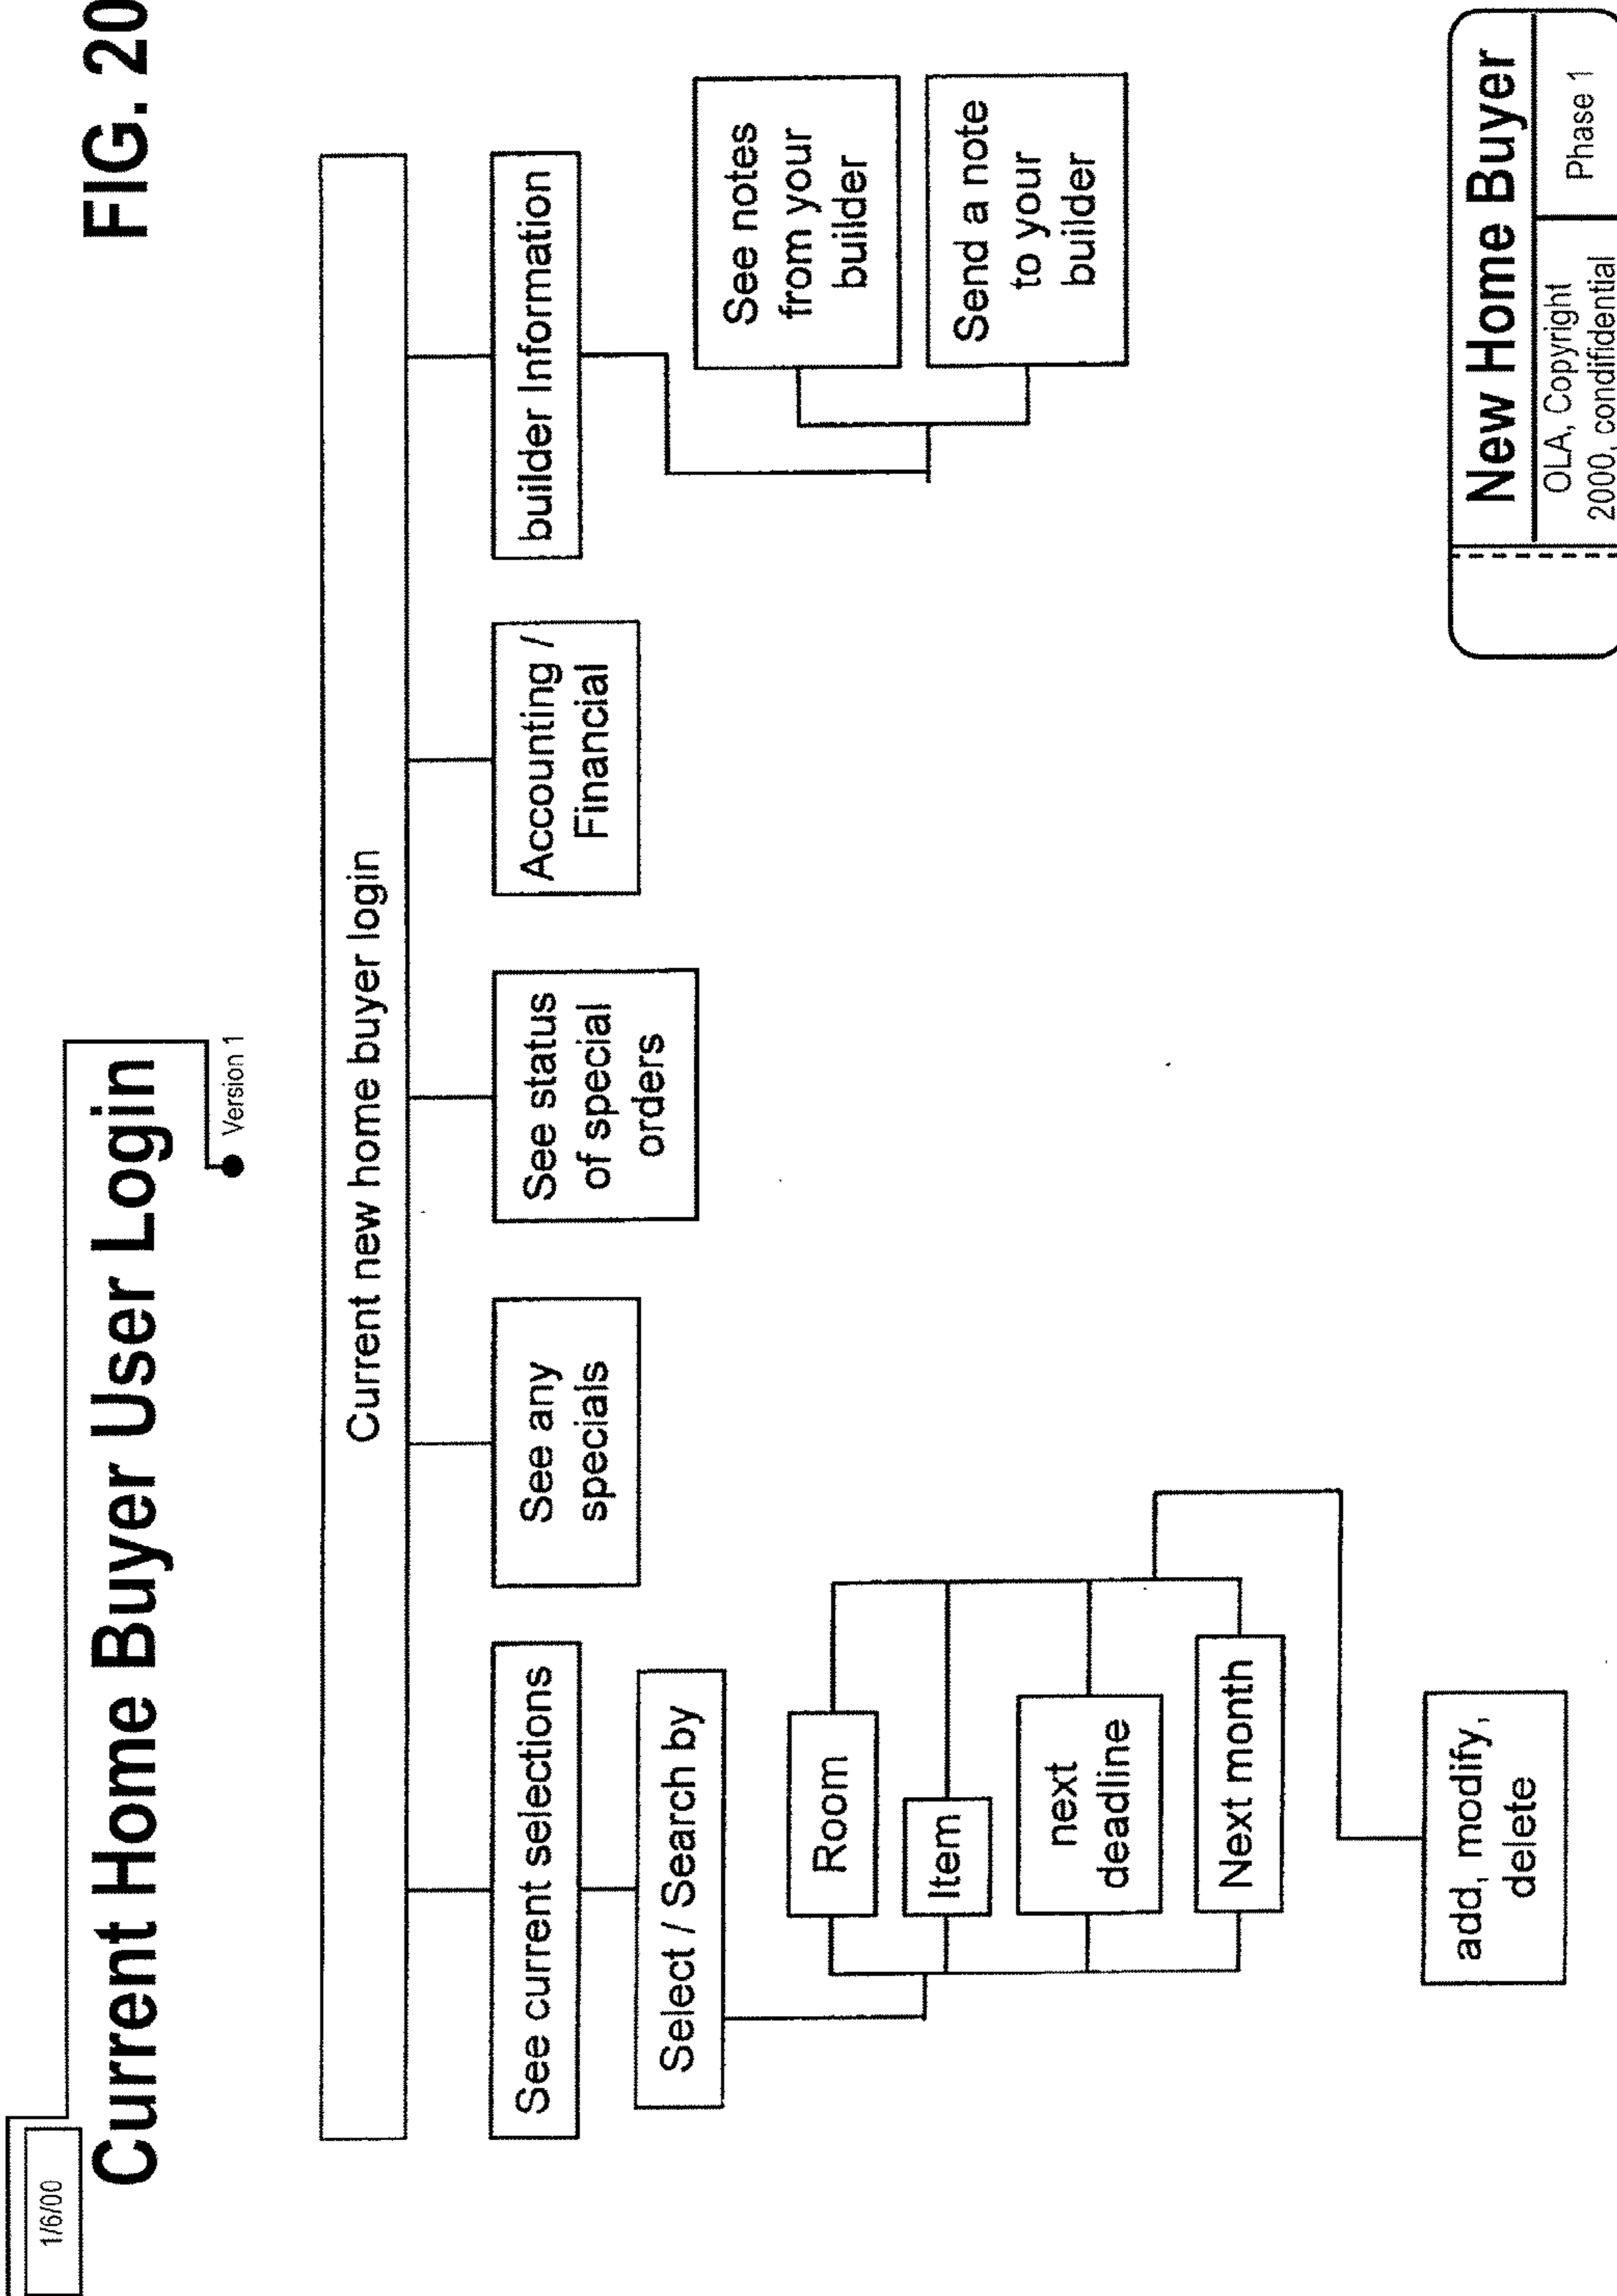 1/6/00
FIG. 20
Current Home Buyer User Login
Version 1
Current new home buyer login
See current selections
See any
specials
See status
of special
orders
Accounting /
Financial
builder Information
Select / Search by
Room
Item
next
deadline
Next month
add, modify,
delete
See notes
from your
builder
Send a note
to your
builder
New Home Buyer
OLA, Copyright
2000, condifidential
Phase 1